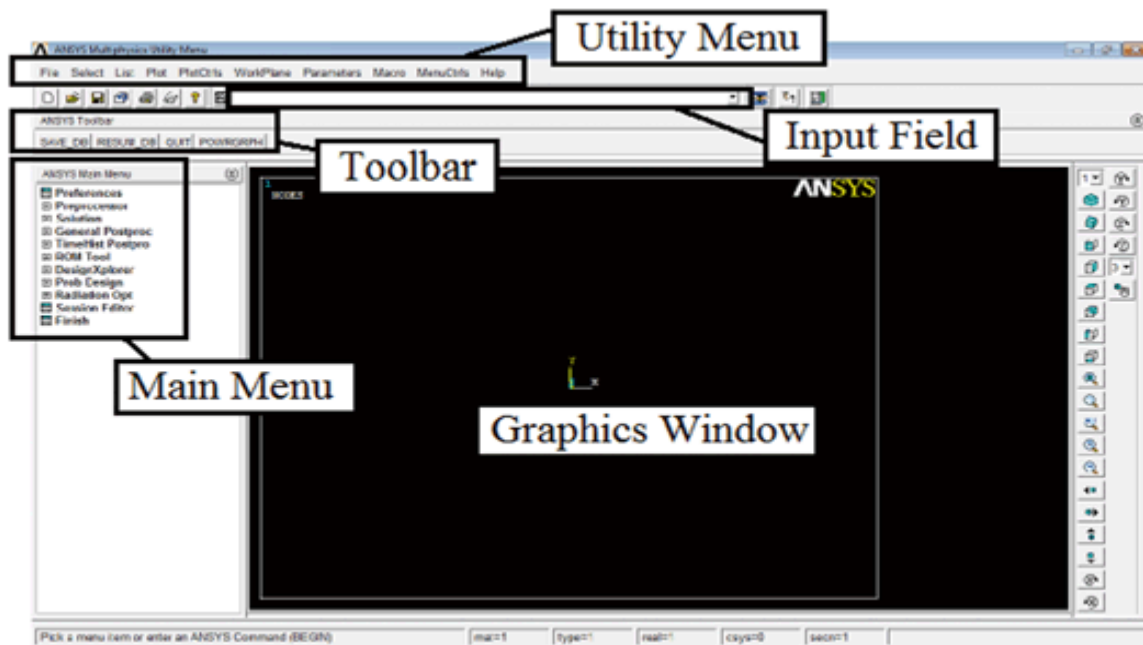 Utility Menu
ANSYS Multiphysics Utility Menu
File Select List Plot PlotCtrls WorkPlane Parameters Macro MenuCtrls Help
Input Field
ANSYS Toolbar
SAVE_DB RESUM_DB QUIT POWRGRPH
Toolbar
ANSYS Main Menu
Preferences
Preprocessor
Solution
General Postproc
TimeHist Postpro
ROM Tool
DesignXplorer
Prob Design
Radiation Opt
Session Editor
Finish
Main Menu
1
NODES
ANSYS
X
Graphics Window
1
3
Pick a menu item or enter an ANSYS Command (BEGIN) mat=1 type=1 real=1 csys=0 secn=1